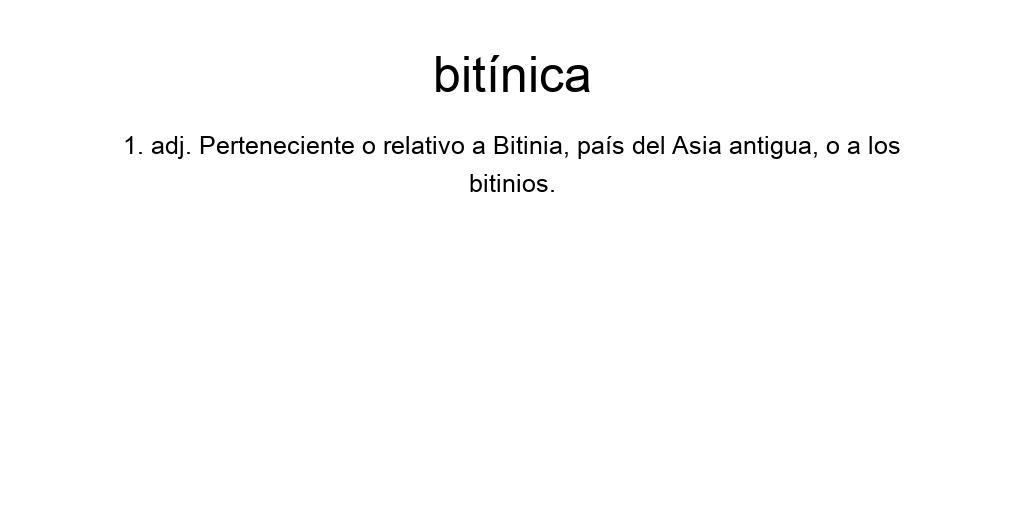 bitínica
1. adj. Perteneciente o relativo a Bitinia, país del Asia antigua, o a los
bitinios.